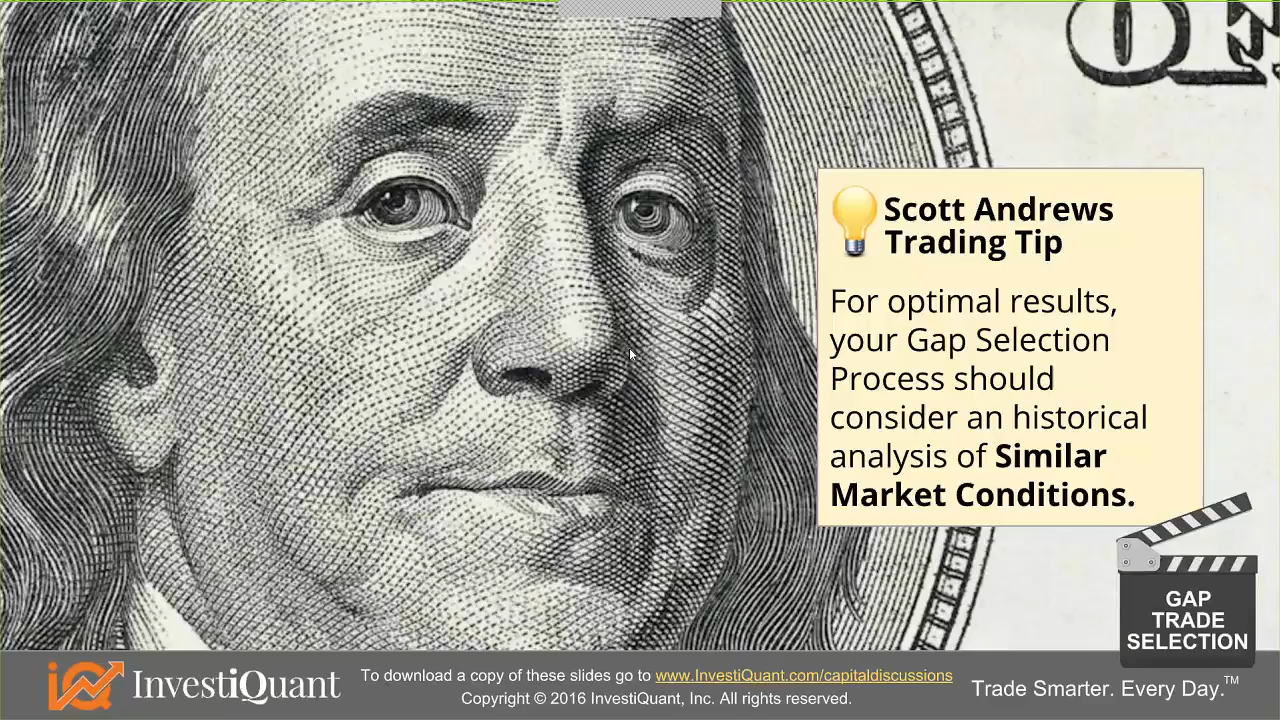 OF
Scott Andrews
Trading Tip
For optimal results,
your Gap Selection
Process should
consider an historical
analysis of Similar
Market Conditions.
GAP
TRADE
SELECTION
InvestiQuant
To download a copy of these slides go to www.InvestiQuant.com/capitaldiscussions
Copyright © 2016 InvestiQuant, Inc. All rights reserved.
Trade Smarter. Every Day.™